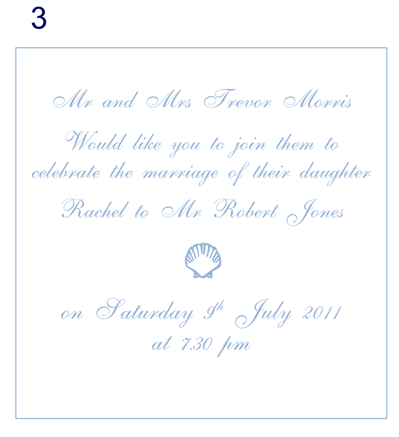 3
Mr and Mrs Trevor Morris
Would like you to join them to
celebrate the marriage of their daughter
Rachel to Mr Robert Jones
on Saturday 9th July 2011
at 7.30 pm